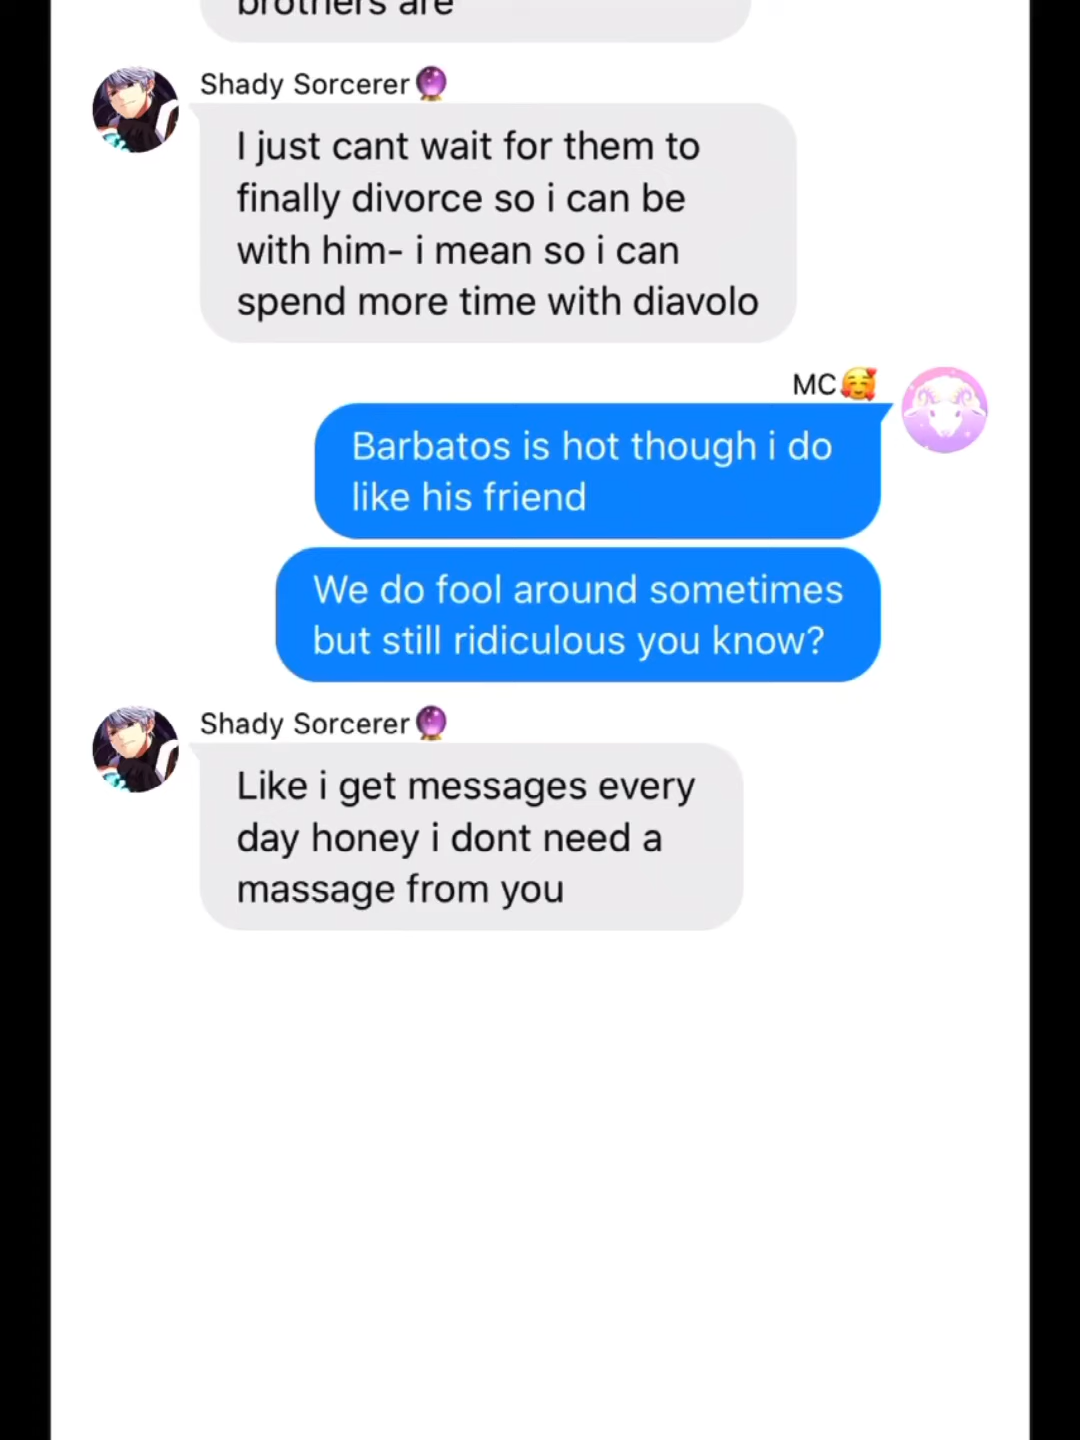 brothers are
Shady Sorcerer🔮
I just cant wait for them to
finally divorce so i can be
with him- i mean so i can
spend more time with diavolo
MC🥰
Barbatos is hot though i do
like his friend
We do fool around sometimes
but still ridiculous you know?
Shady Sorcerer🔮
Like i get messages every
day honey i dont need a
massage from you